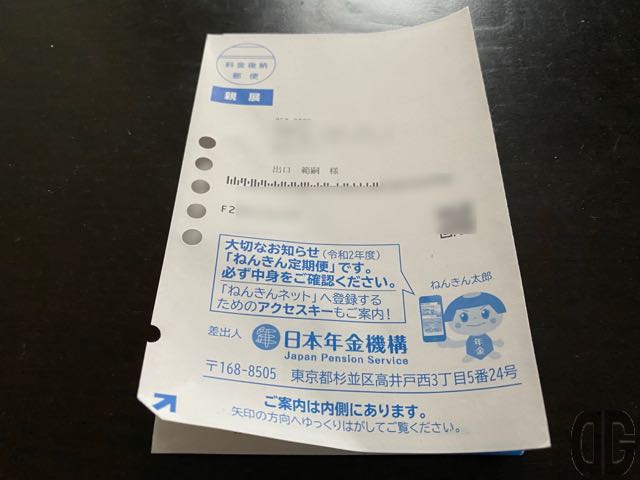 料金後納
郵便
親展
出口 範嗣 様
F2
大切なお知らせ(令和2年度)
「ねんきん定期便」です。
必ず中身をご確認ください。
「ねんきんネット」へ登録する
ためのアクセスキーもご案内!
ねんきん太郎
年金
差出人 日本年金機構
Japan Pension Service
〒168-8505 東京都杉並区高井戸西3丁目5番24号
ご案内は内側にあります。
矢印の方向へゆっくりはがしてご覧ください。